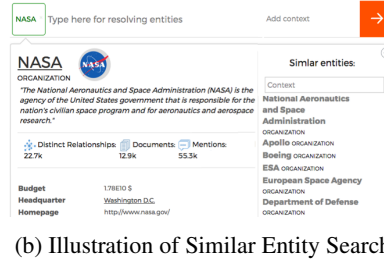 NASA Type here for resolving entities Add context
NASA
NASA
ORGANIZATION
"The National Aeronautics and Space Administration (NASA) is the
agency of the United States government that is responsible for the
nation's civilian space program and for aeronautics and aerospace
research."
Distinct Relationships: Documents: Mentions:
22.7k 12.9k 55.3k
Budget 1.78E10 $
Headquarter Washington D.C.
Homepage http://www.nasa.gov/
Simlar entities:
Context
National Aeronautics
and Space
Administration
ORGANIZATION
Apollo ORGANIZATION
Boeing ORGANIZATION
ESA ORGANIZATION
European Space Agency
ORGANIZATION
Department of Defense
ORGANIZATION
(b) Illustration of Similar Entity Search